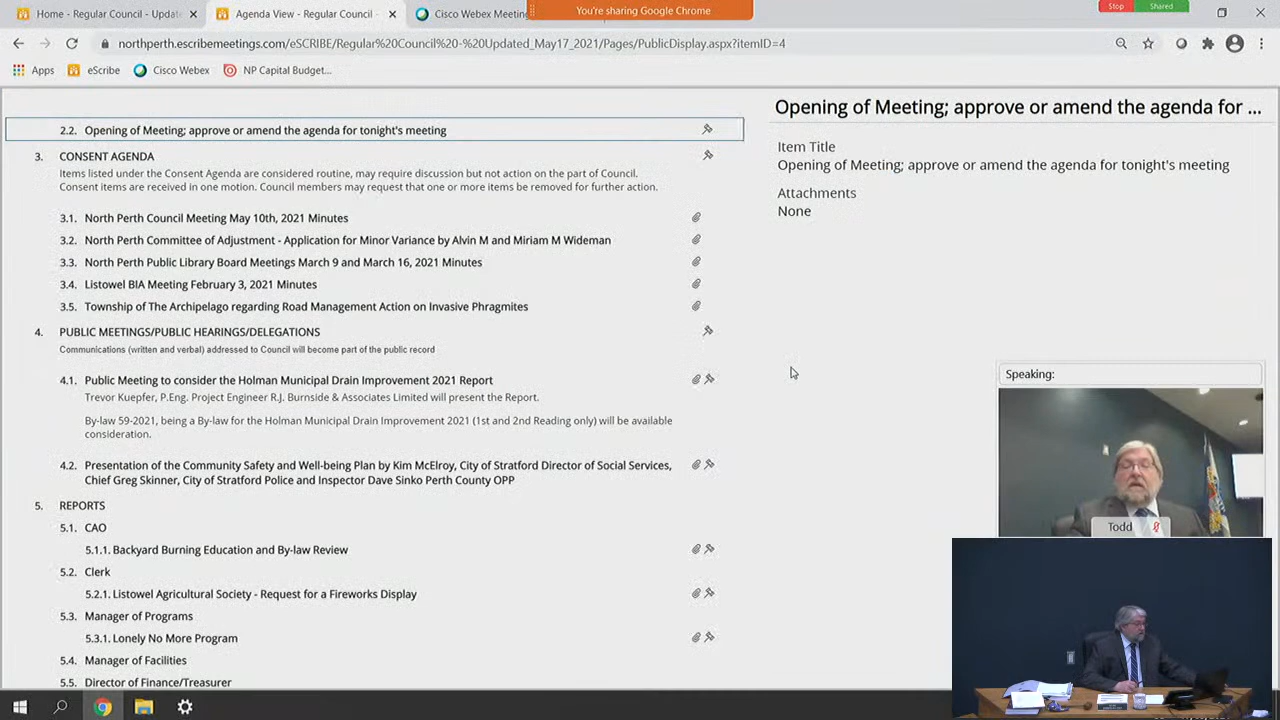 You're sharing Google Chrome
Stop
Shared
Home - Regular Council - Updat
Agenda View - Regular Council -
Cisco Webex Meetin
northperth.escribemeetings.com/eSCRIBE/Regular%20Council%20-%20Updated_May17_2021/Pages/PublicDisplay.aspx?itemID=4
Apps
eScribe
Cisco Webex
NP Capital Budget...
2.2. Opening of Meeting; approve or amend the agenda for tonight's meeting
3. CONSENT AGENDA
Items listed under the Consent Agenda are considered routine, may require discussion but not action on the part of Council.
Consent items are received in one motion. Council members may request that one or more items be removed for further action.
3.1. North Perth Council Meeting May 10th, 2021 Minutes
3.2. North Perth Committee of Adjustment - Application for Minor Variance by Alvin M and Miriam M Wideman
3.3. North Perth Public Library Board Meetings March 9 and March 16, 2021 Minutes
3.4. Listowel BIA Meeting February 3, 2021 Minutes
3.5. Township of The Archipelago regarding Road Management Action on Invasive Phragmites
4. PUBLIC MEETINGS/PUBLIC HEARINGS/DELEGATIONS
Communications (written and verbal) addressed to Council will become part of the public record
4.1. Public Meeting to consider the Holman Municipal Drain Improvement 2021 Report
Trevor Kuepfer, P.Eng. Project Engineer R.J. Burnside & Associates Limited will present the Report.
By-law 59-2021, being a By-law for the Holman Municipal Drain Improvement 2021 (1st and 2nd Reading only) will be available
consideration.
4.2. Presentation of the Community Safety and Well-being Plan by Kim McElroy, City of Stratford Director of Social Services,
Chief Greg Skinner, City of Stratford Police and Inspector Dave Sinko Perth County OPP
5. REPORTS
5.1. CAO
5.1.1. Backyard Burning Education and By-law Review
5.2. Clerk
5.2.1. Listowel Agricultural Society - Request for a Fireworks Display
5.3. Manager of Programs
5.3.1. Lonely No More Program
5.4. Manager of Facilities
5.5. Director of Finance/Treasurer
Opening of Meeting; approve or amend the agenda for ...
Item Title
Opening of Meeting; approve or amend the agenda for tonight's meeting
Attachments
None
Speaking:
Todd